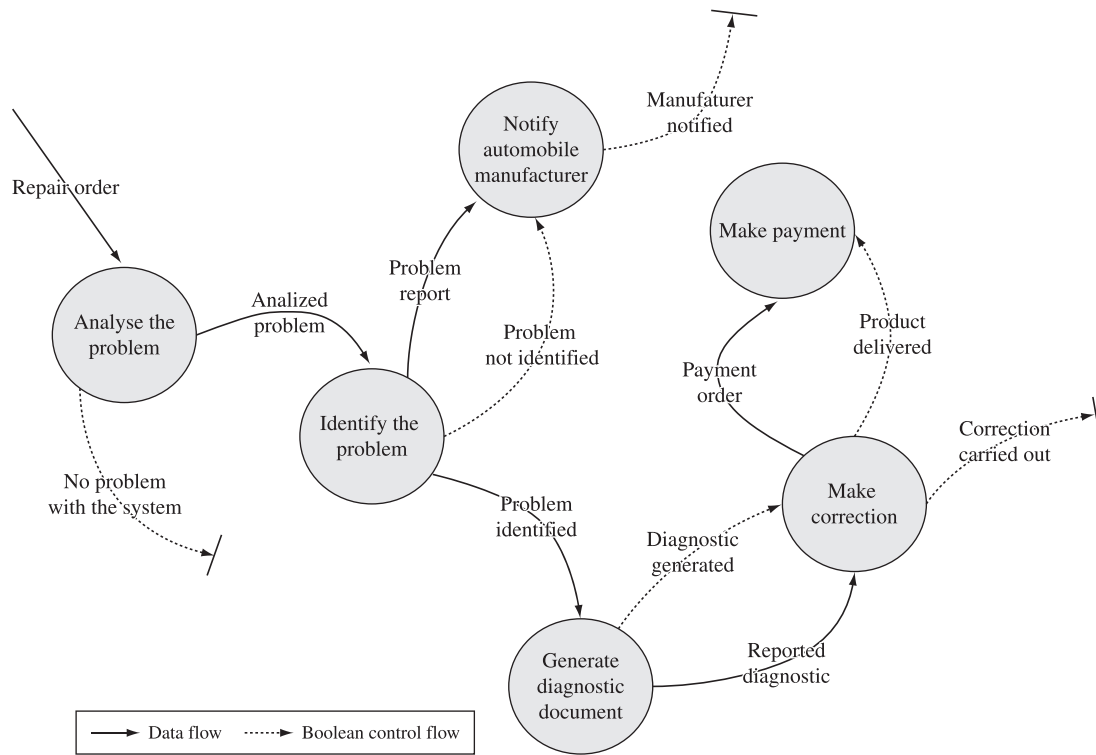 Manufaturer
notified
Notify
automobile
manufacturer
Repair order
Make payment
Problem
report
Analized
problem
Analyse the
problem
Problem
not identified
Product
delivered
Payment
order
Identify the
problem
Correction
carried out
No problem
with the system
Make
correction
Problem
identified
Diagnostic
generated
Reported
diagnostic
Generate
diagnostic
document
Data flow
Boolean control flow